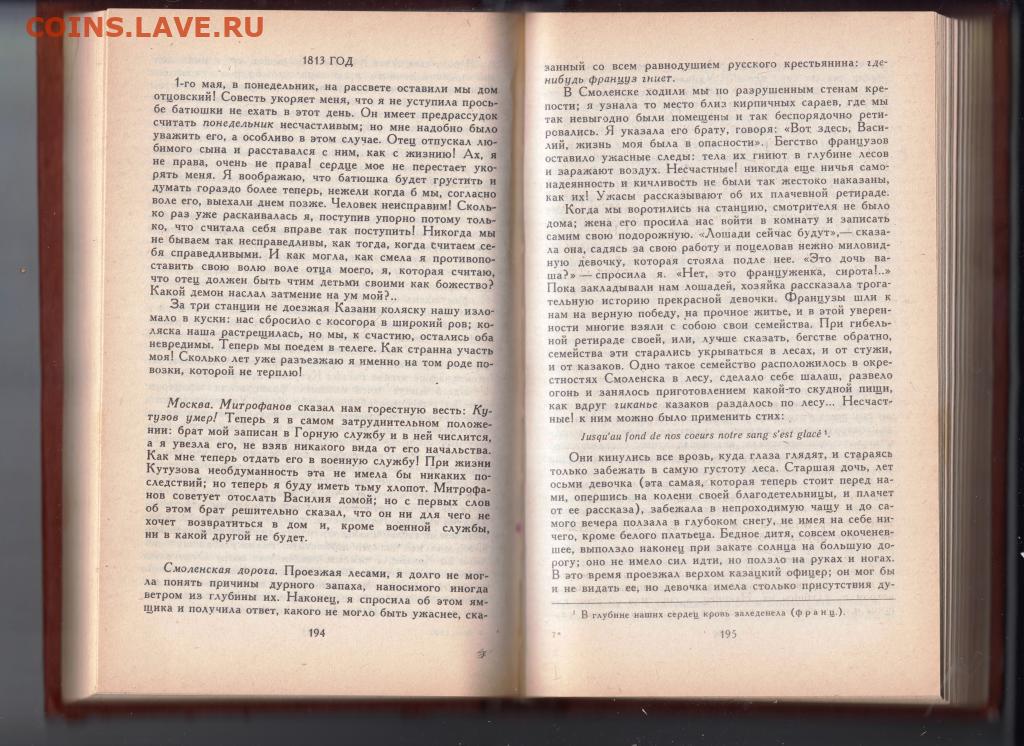 COINS.LAVE.RU
1813 ГОД
1-го мая, в понедельник, на рассвете оставили мы дом
отцовский! Совесть укоряет меня, что я не уступила прось-
бе батюшки не ехать в этот день. Он имеет предрассудок
считать понедельник несчастливым; но мне надобно было
уважить его, а особливо в этом случае. Отец отпускал лю-
бимого сына и расставался с ним, как с жизнию! Ах, я
не права, очень не права! сердце мое не перестает уко-
рять меня. Я воображаю, что батюшка будет грустить и
думать гораздо более теперь, нежели когда б мы, согласно
воле его, выехали днем позже. Человек неисправим! Сколь-
ко раз уже раскаивалась я, поступив упорно потому толь-
ко, что считала себя вправе так поступить! Никогда мы
не бываем так несправедливы, как тогда, когда считаем се-
бя справедливыми. И как могла, как смела я противопо-
ставить свою волю воле отца моего, я, которая считаю,
что отец должен быть чтим детьми своими как божество?
Какой демон наслал затмение на ум мой?..
За три станции не доезжая Казани коляску нашу изло-
мало в куски: нас сбросило с косогора в широкий ров; ко-
ляска наша растрещилась, но мы, к счастию, остались оба
невредимы. Теперь мы поедем в телеге. Как странна участь
моя! Сколько лет уже разъезжаю я именно на том роде по-
возки, которой не терплю!
Москва. Митрофанов сказал нам горестную весть: Ку-
тузов умер! Теперь я в самом затруднительном положе-
нии: брат мой записан в Горную службу и в ней числится,
а я увезла его, не взяв никакого вида от его начальства.
Как мне теперь отдать его в военную службу! При жизни
Кутузова необдуманность эта не имела бы никаких по-
следствий; но теперь я буду иметь тьму хлопот. Митрофа-
нов советует отослать Василия домой; но с первых слов
об этом брат решительно сказал, что он ни для чего не
хочет возвратиться в дом и, кроме военной службы,
ни в какой другой не будет.
Смоленская дорога. Проезжая лесами, я долго не мог-
ла понять причины дурного запаха, наносимого иногда
ветром из глубины их. Наконец, я спросила об этом ям-
щика и получила ответ, какого не могло быть ужаснее, ска-
194
занный со всем равнодушием русского крестьянина: где-
нибудь француз гниет.
В Смоленске ходили мы по разрушенным стенам кре-
пости; я узнала то место близ кирпичных сараев, где мы
так невыгодно были помещены и так беспорядочно рети-
ровались. Я указала его брату, говоря: «Вот здесь, Васи-
лий, жизнь моя была в опасности». Бегство французов
оставило ужасные следы: тела их гниют в глубине лесов
и заражают воздух. Несчастные! никогда еще ничья само-
надеянность и кичливость не были так жестоко наказаны,
как их! Ужасы рассказывают об их плачевной ретираде.
Когда мы воротились на станцию, смотрителя не было
дома; жена его просила нас войти в комнату и записать
самим свою подорожную. «Лошади сейчас будут»,— сказа-
ла она, садясь за свою работу и поцеловав нежно миловид-
ную девочку, которая стояла подле нее. «Это дочь ва-
ша?» — спросила я. «Нет, это француженка, сирота!..»
Пока закладывали нам лошадей, хозяйка рассказала трога-
тельную историю прекрасной девочки. Французы шли к
нам на верную победу, на прочное житье, и в этой уверен-
ности многие взяли с собою свои семейства. При гибель-
ной ретираде своей, или, лучше сказать, бегстве обратно,
семейства эти старались укрываться в лесах, и от стужи,
и от казаков. Одно такое семейство расположилось в окре-
стностях Смоленска в лесу, сделало себе шалаш, развело
огонь и занялось приготовлением какой-то скудной пищи,
как вдруг гиканье казаков раздалось по лесу... Несчаст-
ные! к ним можно было применить стих:
Jusqu'au fond de nos coeurs notre sang s'est glacé ¹.
Они кинулись все врозь, куда глаза глядят, и стараясь
только забежать в самую густоту леса. Старшая дочь, лет
осьми девочка (эта самая, которая теперь стоит перед на-
ми, опершись на колени своей благодетельницы, и плачет
от ее рассказа), забежала в непроходимую чащу и до са-
мого вечера ползала в глубоком снегу, не имея на себе ни-
чего, кроме белого платьеца. Бедное дитя, совсем окоченев-
шее, выползло наконец при закате солнца на большую до-
рогу; оно не имело сил идти, но ползло на руках и ногах.
В это время проезжал верхом казацкий офицер; он мог бы
и не видать ее, но девочка имела столько присутствия ду-
¹ В глубине наших сердец кровь заледенела (франц.).
7*
195